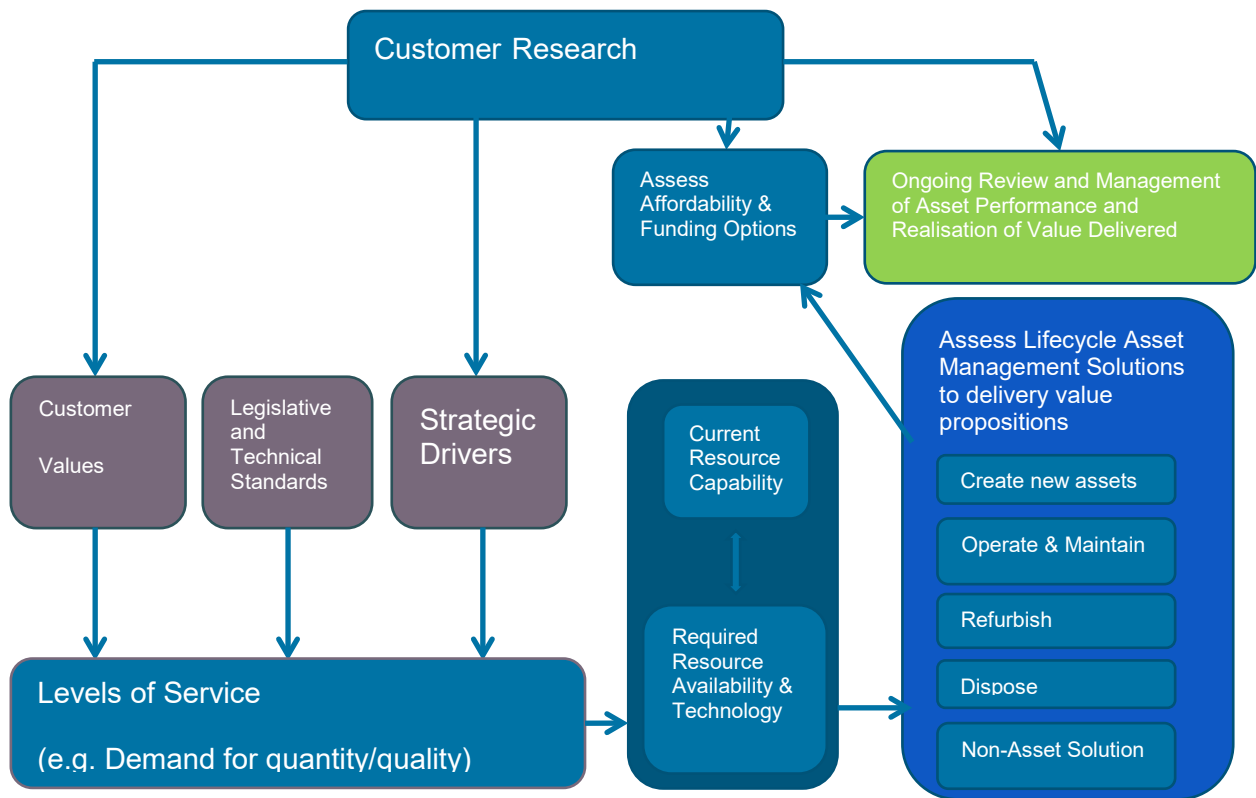 Customer Research
Assess
Affordability &
Funding Options
Ongoing Review and Management
of Asset Performance and
Realisation of Value Delivered
Customer
Values
Legislative
and
Technical
Standards
Strategic
Drivers
Current
Resource
Capability
Required
Resource
Availability &
Technology
Assess Lifecycle Asset
Management Solutions
to delivery value
propositions
Create new assets
Operate & Maintain
Refurbish
Dispose
Non-Asset Solution
Levels of Service
(e.g. Demand for quantity/quality)